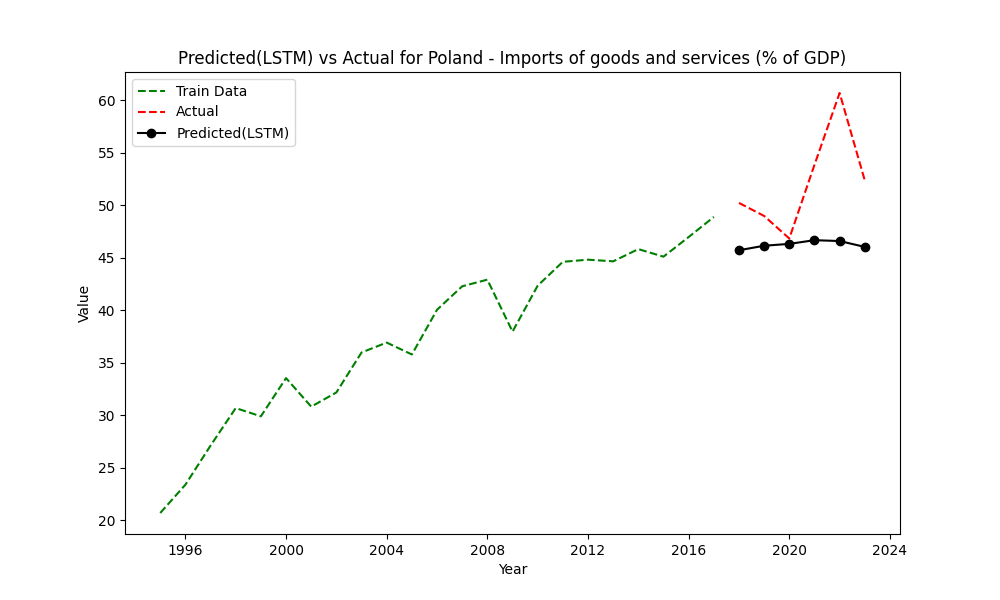 Predicted(LSTM) vs Actual for Poland - Imports of goods and services (% of GDP)
Train Data
Actual
Predicted(LSTM)
60
55
50
45
40
35
30
25
20
Value
1996 2000 2004 2008 2012 2016 2020 2024
Year